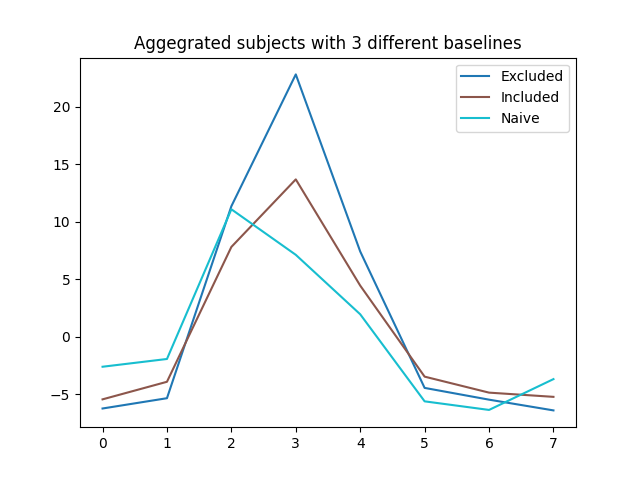 Aggegrated subjects with 3 different baselines
Excluded
Included
Naive
20
15
10
5
0
−5
0 1 2 3 4 5 6 7